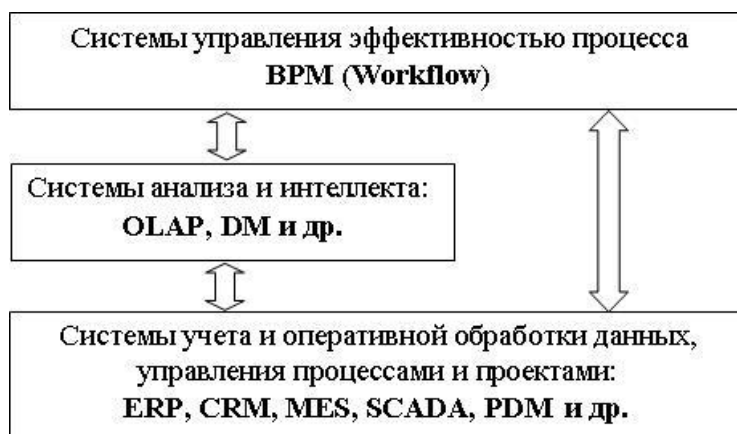 Системы управления эффективностью процесса
BPM (Workflow)
Системы анализа и интеллекта:
OLAP, DM и др.
Системы учета и оперативной обработки данных,
управления процессами и проектами:
ERP, CRM, MES, SCADA, PDM и др.